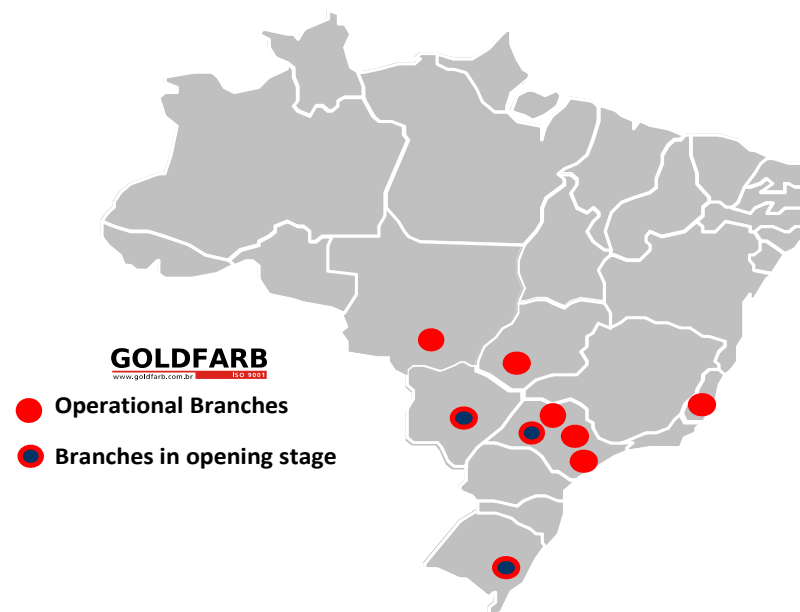 GOLDFARB
www.goldfarb.com.br ISO 9001
Operational Branches
Branches in opening stage